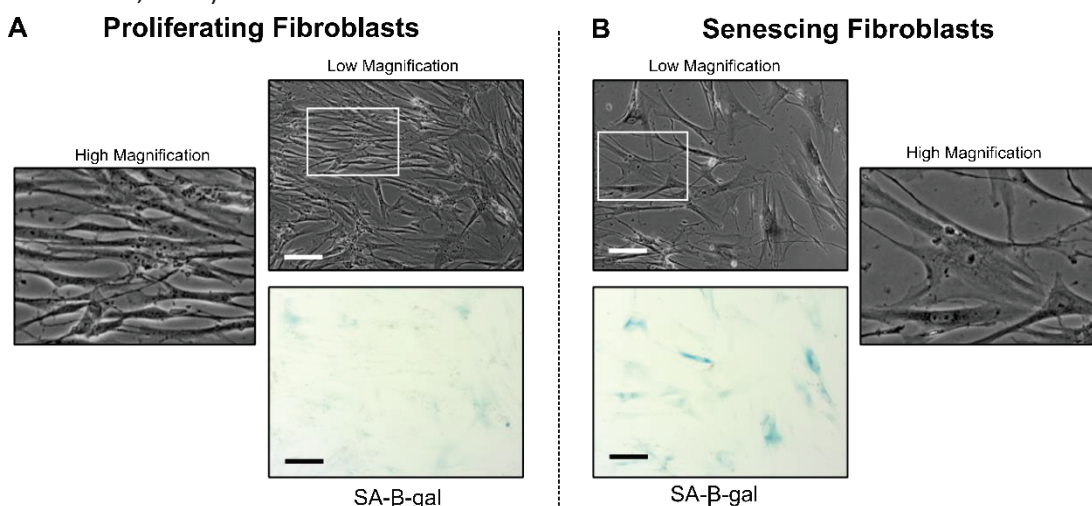 A Proliferating Fibroblasts
Low Magnification
High Magnification
SA-β-gal
B Senescing Fibroblasts
Low Magnification
High Magnification
SA-β-gal